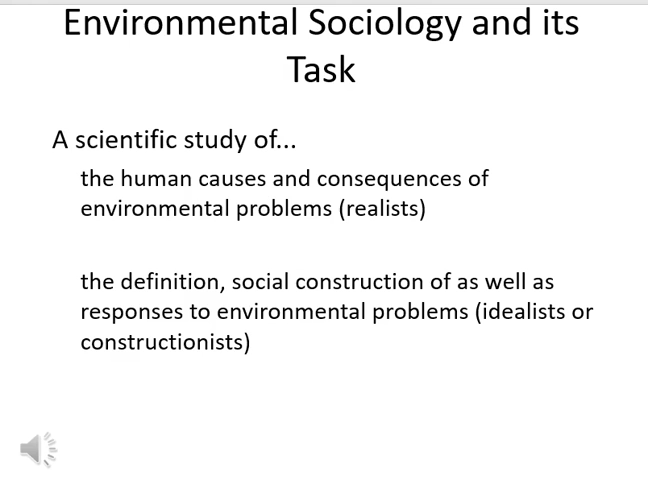 Environmental Sociology and its
Task
A scientific study of...
the human causes and consequences of
environmental problems (realists)
the definition, social construction of as well as
responses to environmental problems (idealists or
constructionists)